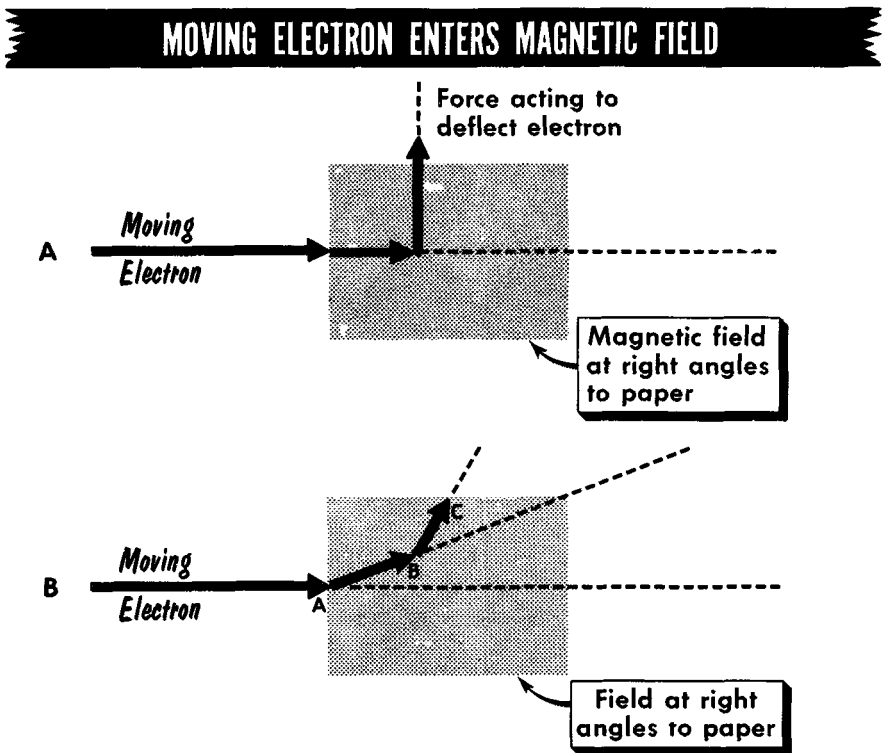 MOVING ELECTRON ENTERS MAGNETIC FIELD
Force acting to
deflect electron
A
Moving
Electron
Magnetic field
at right angles
to paper
B
Moving
Electron
A
B
C
Field at right
angles to paper